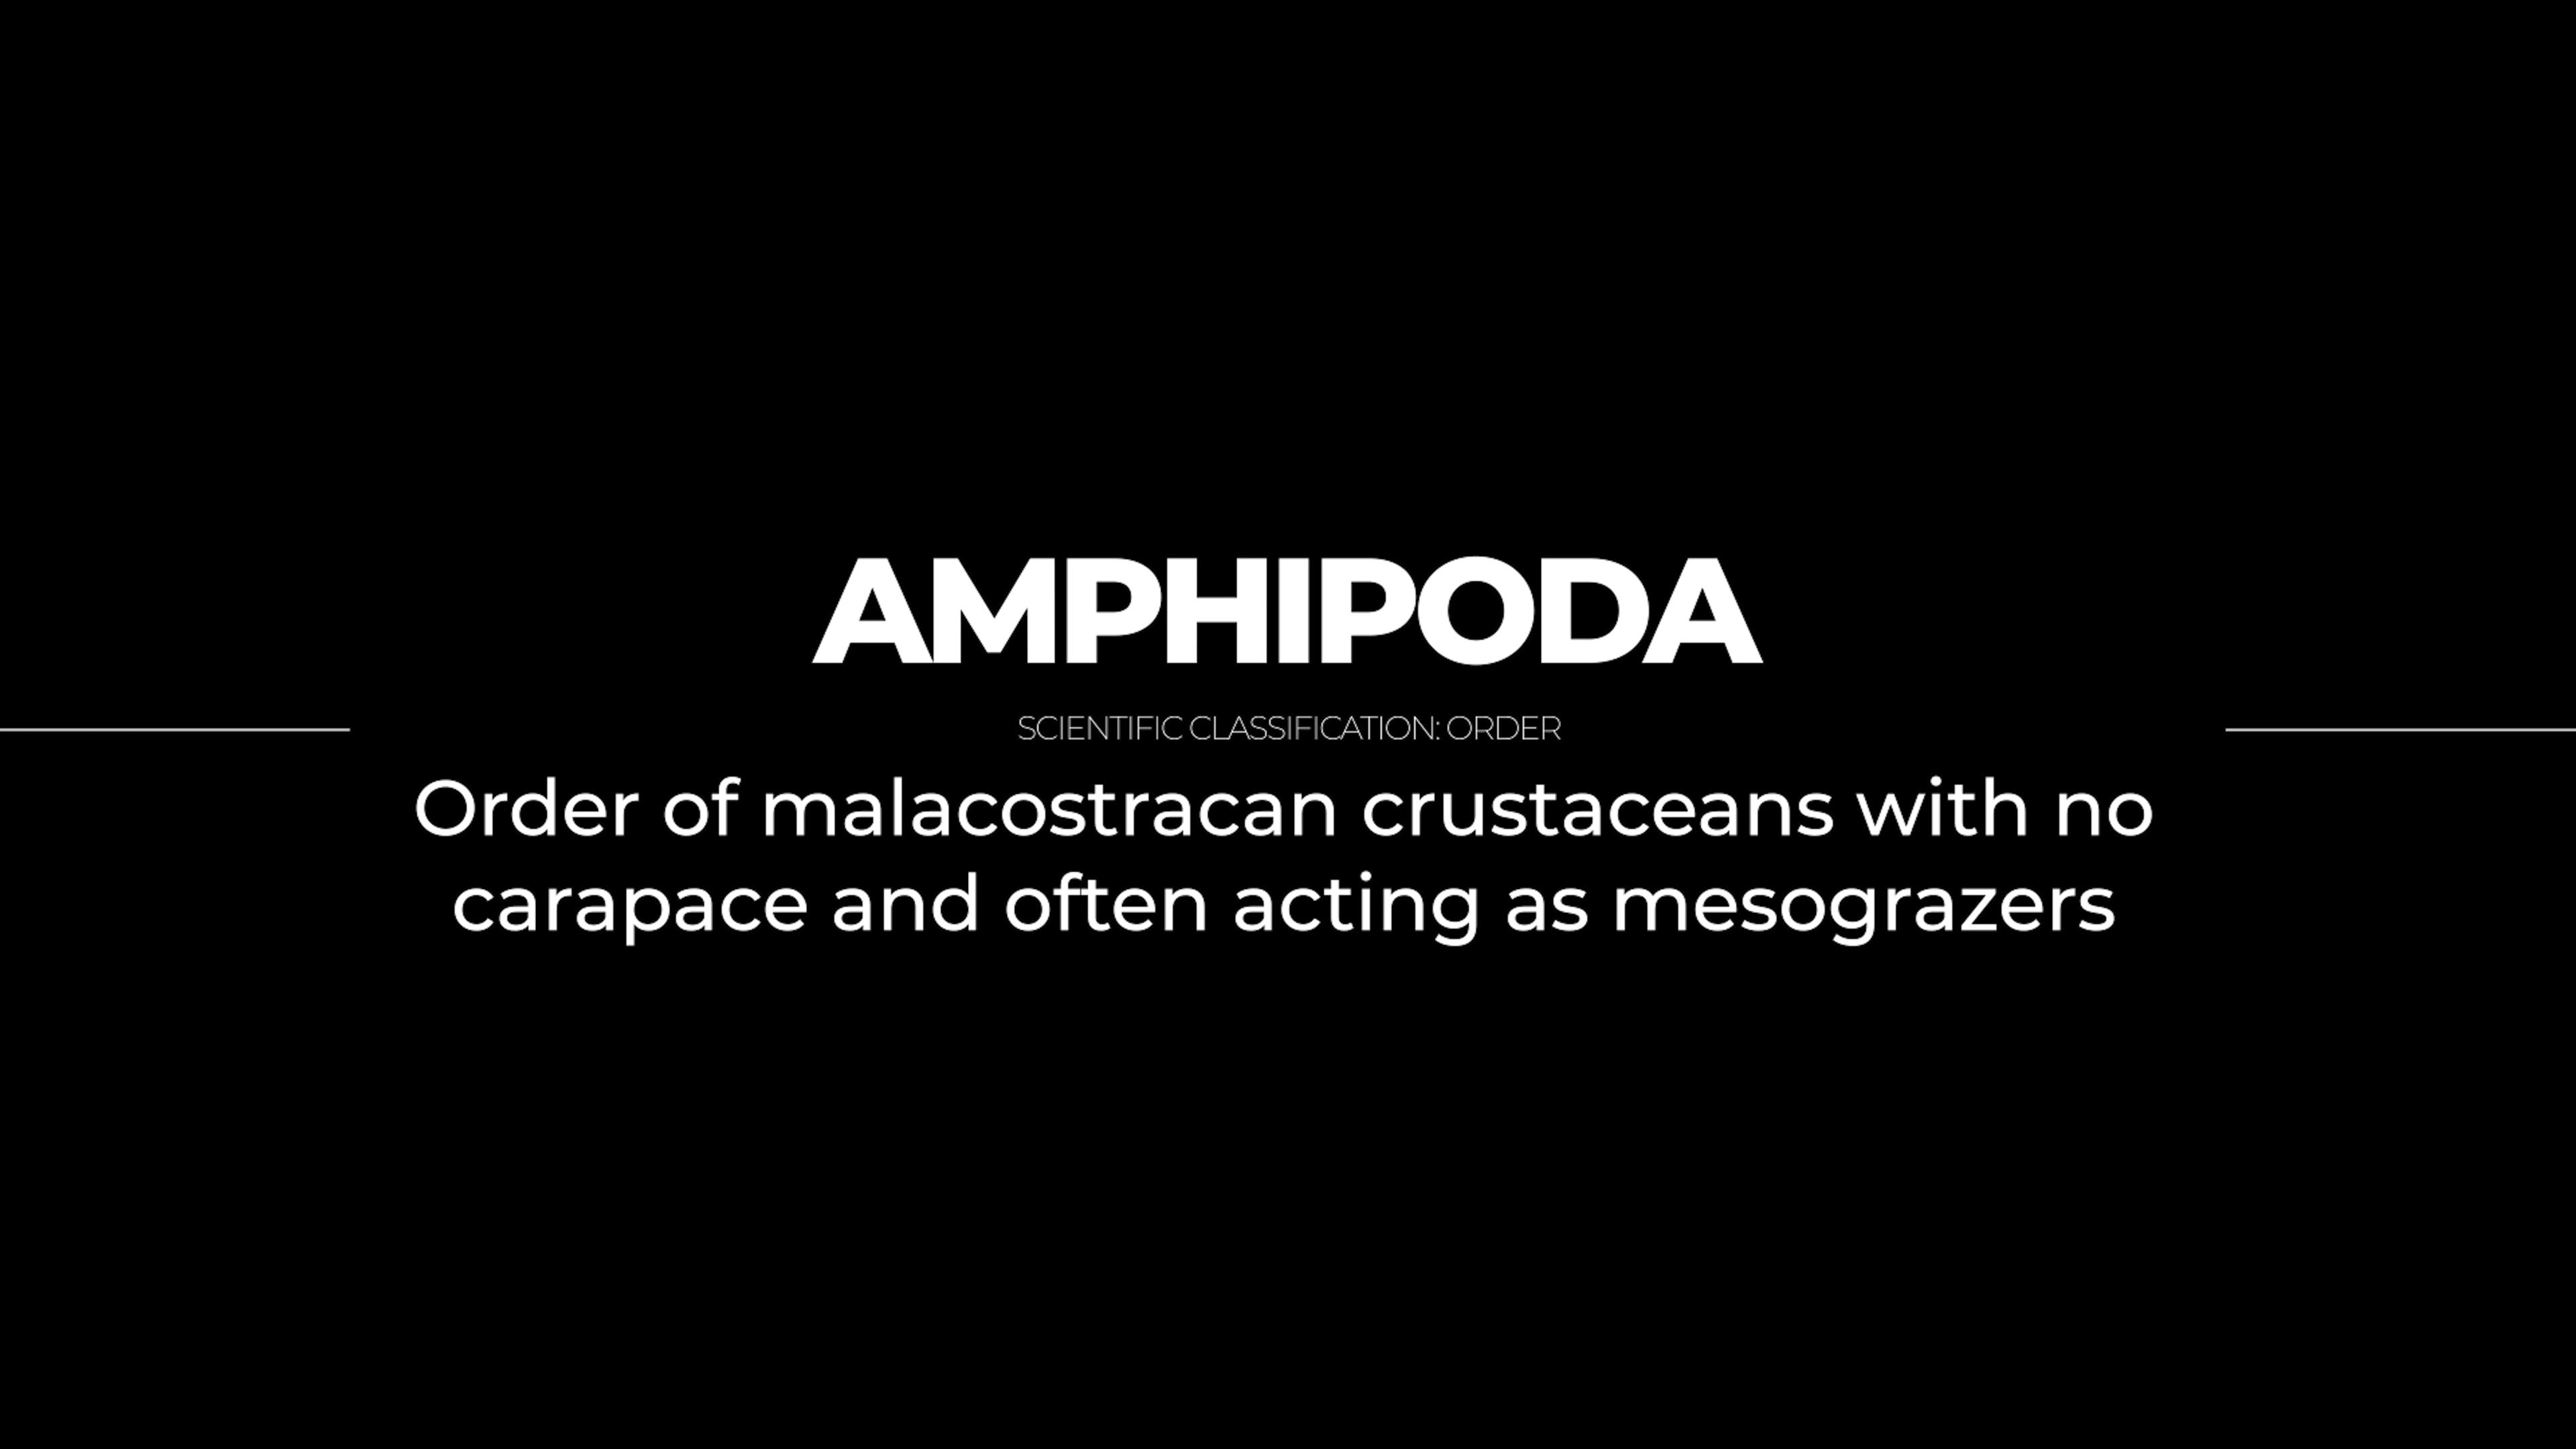 AMPHIPODA
SCIENTIFIC CLASSIFICATION: ORDER
Order of malacostracan crustaceans with no
carapace and often acting as mesograzers